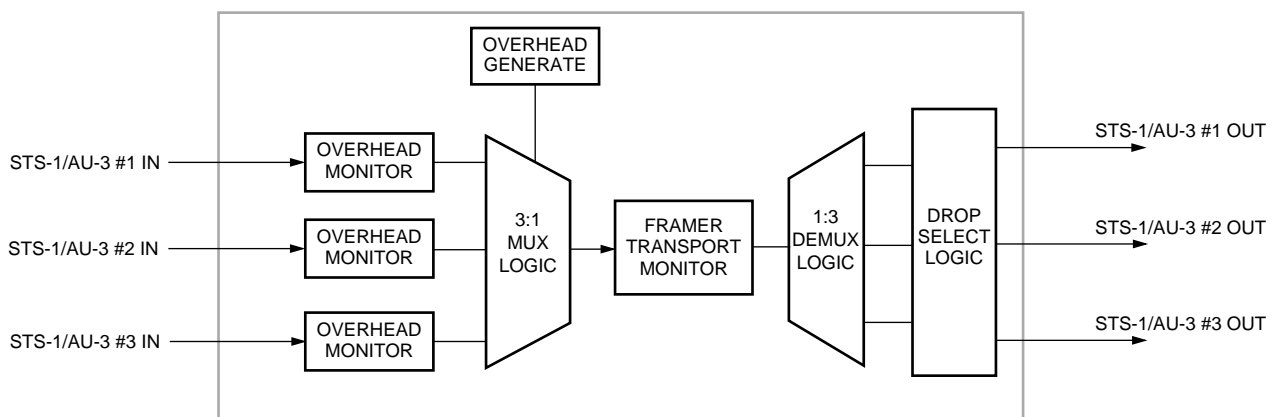 OVERHEAD
GENERATE
STS-1/AU-3 #1 IN
OVERHEAD
MONITOR
STS-1/AU-3 #2 IN
OVERHEAD
MONITOR
STS-1/AU-3 #3 IN
OVERHEAD
MONITOR
3:1
MUX
LOGIC
FRAMER
TRANSPORT
MONITOR
1:3
DEMUX
LOGIC
DROP
SELECT
LOGIC
STS-1/AU-3 #1 OUT
STS-1/AU-3 #2 OUT
STS-1/AU-3 #3 OUT